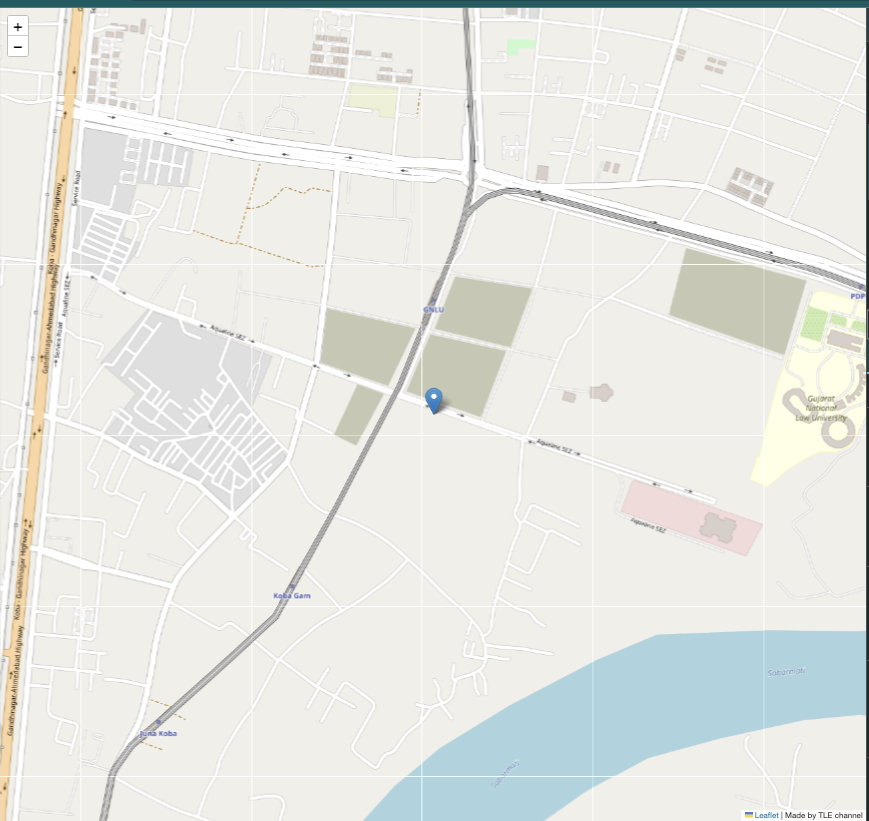 +
−
Service Road
Koba - Gandhinagar Highway
Gandhinagar Ahmedabad Highway
Aquafine SEZ
Service Road
GNLU
PDP
Aquafine SEZ
Gujarat
National
Law University
Aquafine SEZ
Aquafine SEZ
Koba - Gandhinagar Highway
Koba Gam
Gandhinagar Ahmedabad Highway
Sabarmati
Juna Koba
Sabarmati
Leaflet | Made by TLE channel